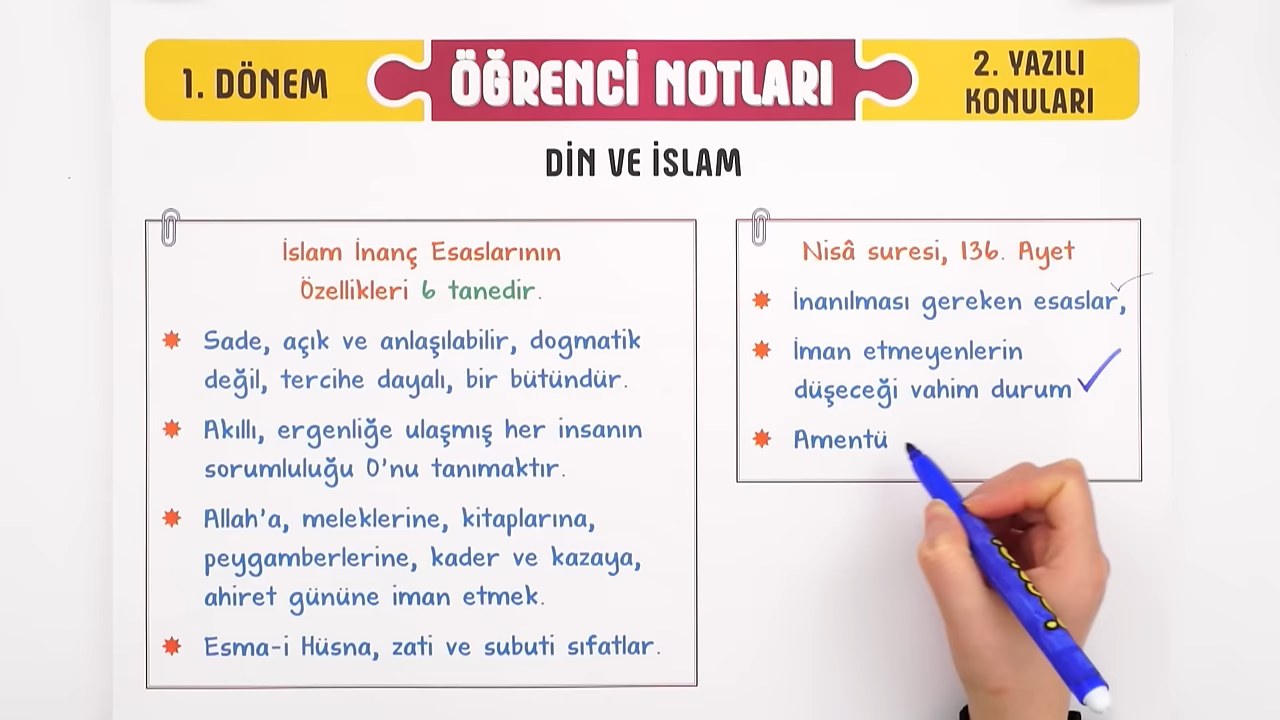 1. DÖNEM
ÖĞRENCİ NOTLARI
2. YAZILI
KONULARI
DİN VE İSLAM
İslam İnanç Esaslarının
Özellikleri 6 tanedir.
Sade, açık ve anlaşılabilir, dogmatik
değil, tercihe dayalı, bir bütündür.
Akıllı, ergenliğe ulaşmış her insanın
sorumluluğu O'nu tanımaktır.
Allah'a, meleklerine, kitaplarına,
peygamberlerine, kader ve kazaya,
ahiret gününe iman etmek.
Esma-i Hüsna, zati ve subuti sıfatlar.
Nisâ suresi, 136. Ayet
İnanılması gereken esaslar,
İman etmeyenlerin
düşeceği vahim durum
Amentü